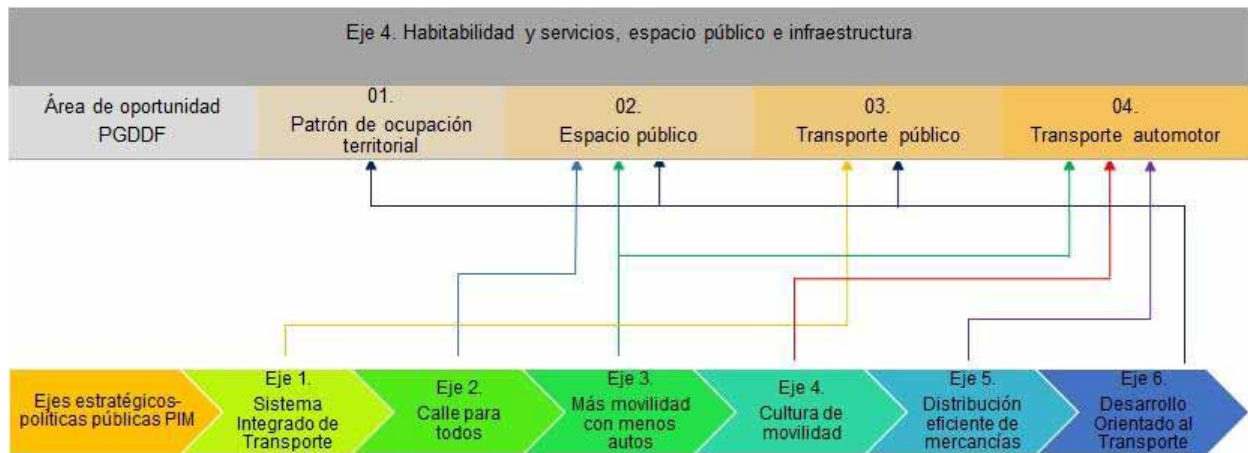 Eje 4. Habitabilidad y servicios, espacio público e infraestructura
Área de oportunidad
PGDDF
01.
Patrón de ocupación
territorial
02.
Espacio público
03.
Transporte público
04.
Transporte automotor
Ejes estratégicos-
políticas públicas PIM
Eje 1.
Sistema
Integrado de
Transporte
Eje 2.
Calle para
todos
Eje 3.
Más movilidad
con menos
autos
Eje 4.
Cultura de
movilidad
Eje 5.
Distribución
eficiente de
mercancías
Eje 6.
Desarrollo
Orientado al
Transporte